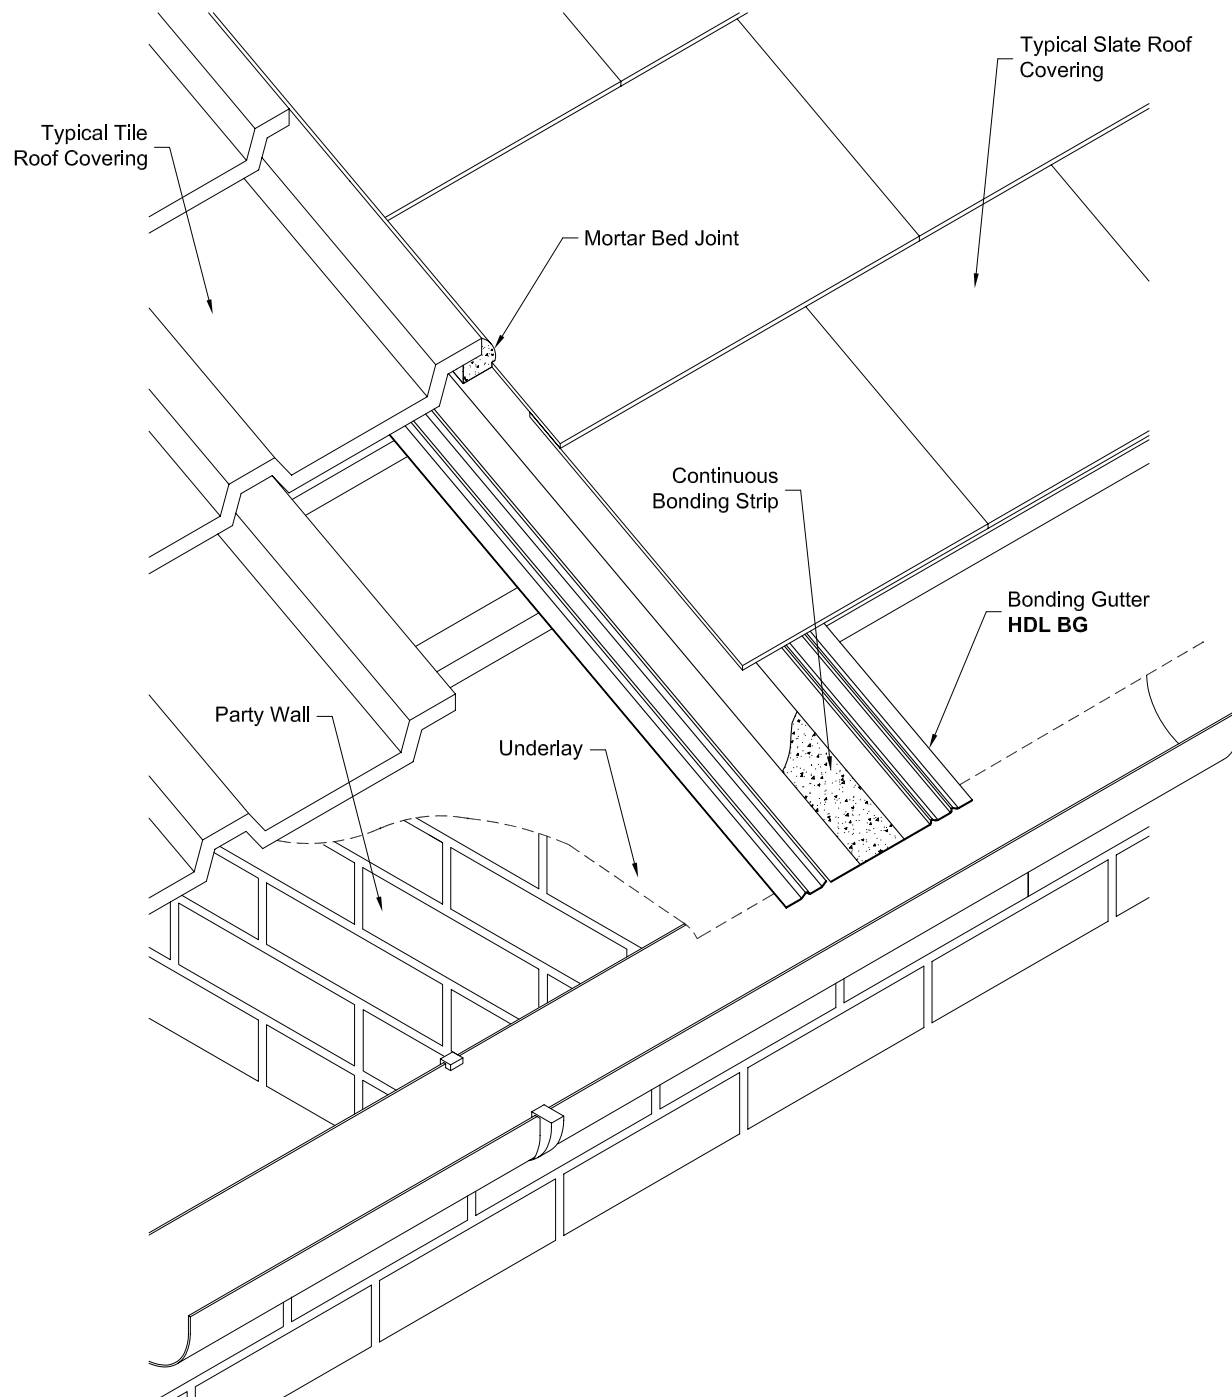 Typical Slate Roof
Covering
Typical Tile
Roof Covering
Mortar Bed Joint
Continuous
Bonding Strip
Bonding Gutter
HDL BG
Party Wall
Underlay